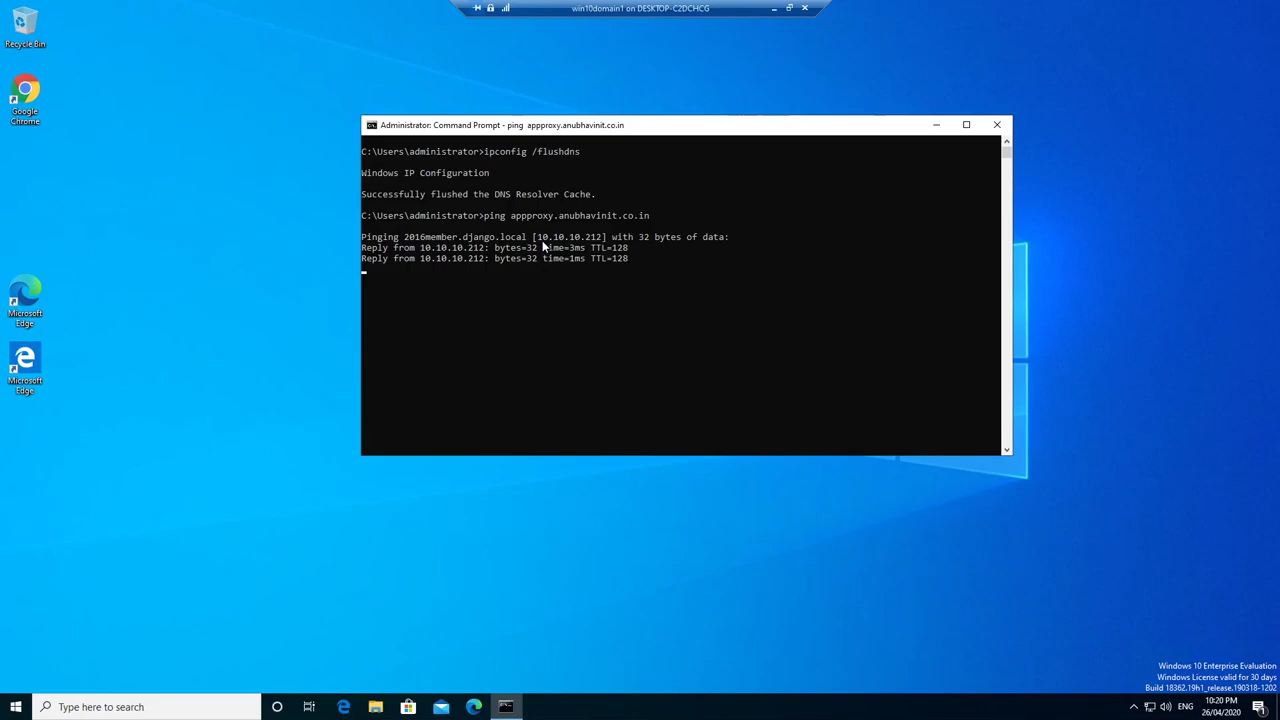 win10domain1 on DESKTOP-C2DCHCG
Recycle Bin
Google
Chrome
Microsoft
Edge
Microsoft
Edge
Administrator: Command Prompt - ping  appproxy.anubhavinit.co.in
C:\Users\administrator>ipconfig /flushdns
Windows IP Configuration
Successfully flushed the DNS Resolver Cache.
C:\Users\administrator>ping appproxy.anubhavinit.co.in
Pinging 2016member.django.local [10.10.10.212] with 32 bytes of data:
Reply from 10.10.10.212: bytes=32 time=3ms TTL=128
Reply from 10.10.10.212: bytes=32 time=1ms TTL=128
Windows 10 Enterprise Evaluation
Windows License valid for 30 days
Build 18362.19h1_release.190318-1202
Type here to search
ENG
10:20 PM
26/04/2020
1